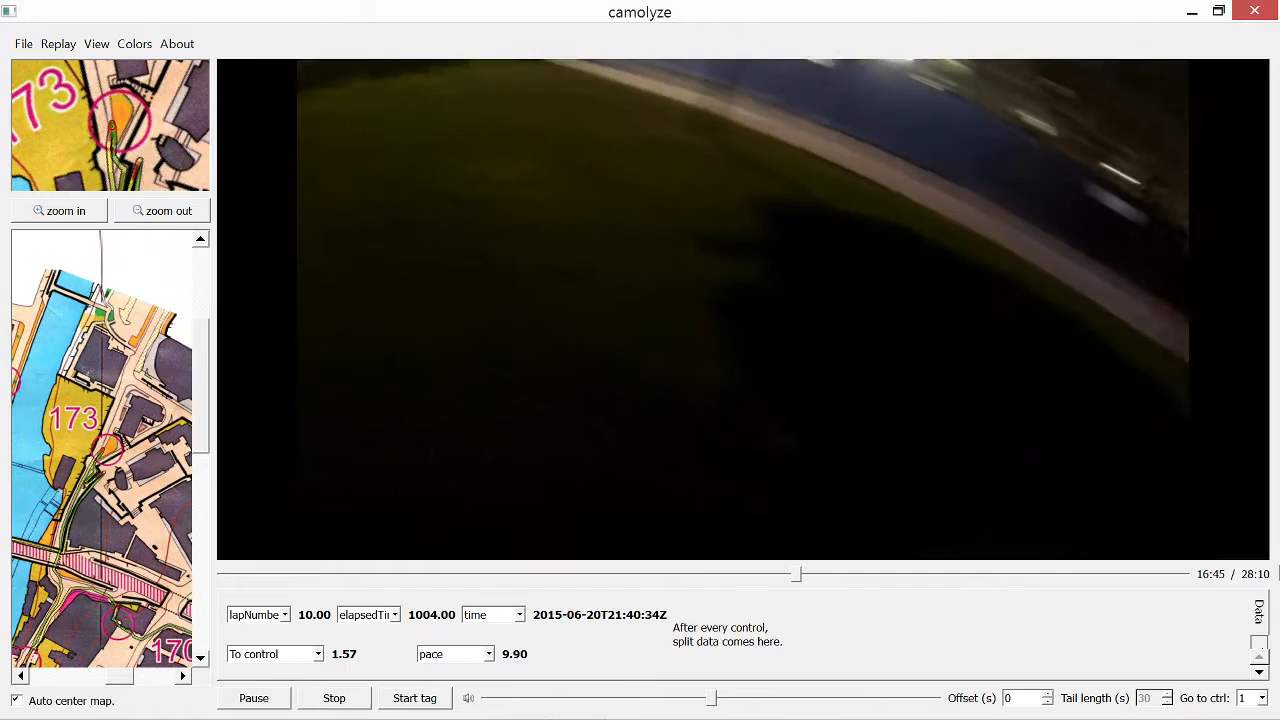 camolyze
File Replay View Colors About
173
zoom in zoom out
173
170
16:45 / 28:10
lapNumbe 10.00 elapsedTi 1004.00 time 2015-06-20T21:40:34Z
To control 1.57 pace 9.90
After every control,
split data comes here.
Data
Pause Stop Start tag Offset (s) 0 Tail length (s) 30 Go to ctrl: 1
Auto center map.